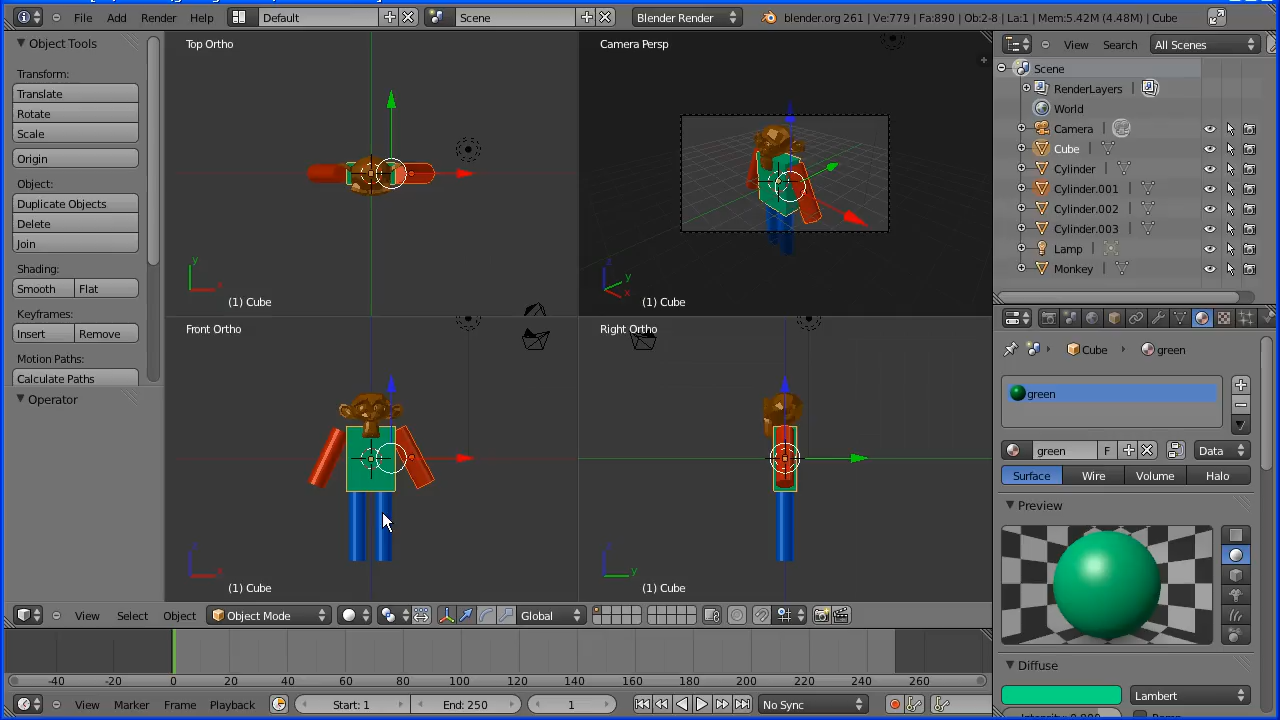 File Add Render Help Default Scene Blender Render blender.org 261 | Ve:779 | Fa:890 | Ob:2-8 | La:1 | Mem:5.42M (4.48M) | Cube
Object Tools
Transform:
Translate
Rotate
Scale
Origin
Object:
Duplicate Objects
Delete
Join
Shading:
Smooth Flat
Keyframes:
Insert Remove
Motion Paths:
Calculate Paths
Operator
Top Ortho
y
x
(1) Cube
Camera Persp
z
y
x
(1) Cube
Front Ortho
z
x
(1) Cube
Right Ortho
z
y
(1) Cube
View Search All Scenes
Scene
RenderLayers |
World
Camera |
Cube |
Cylinder |
Cylinder.001 |
Cylinder.002 |
Cylinder.003 |
Lamp |
Monkey |
Cube green
green
green F Data
Surface Wire Volume Halo
Preview
Diffuse
Lambert
View Select Object Object Mode Global
-40 -20 0 20 40 60 80 100 120 140 160 180 200 220 240 260
View Marker Frame Playback Start: 1 End: 250 1 No Sync